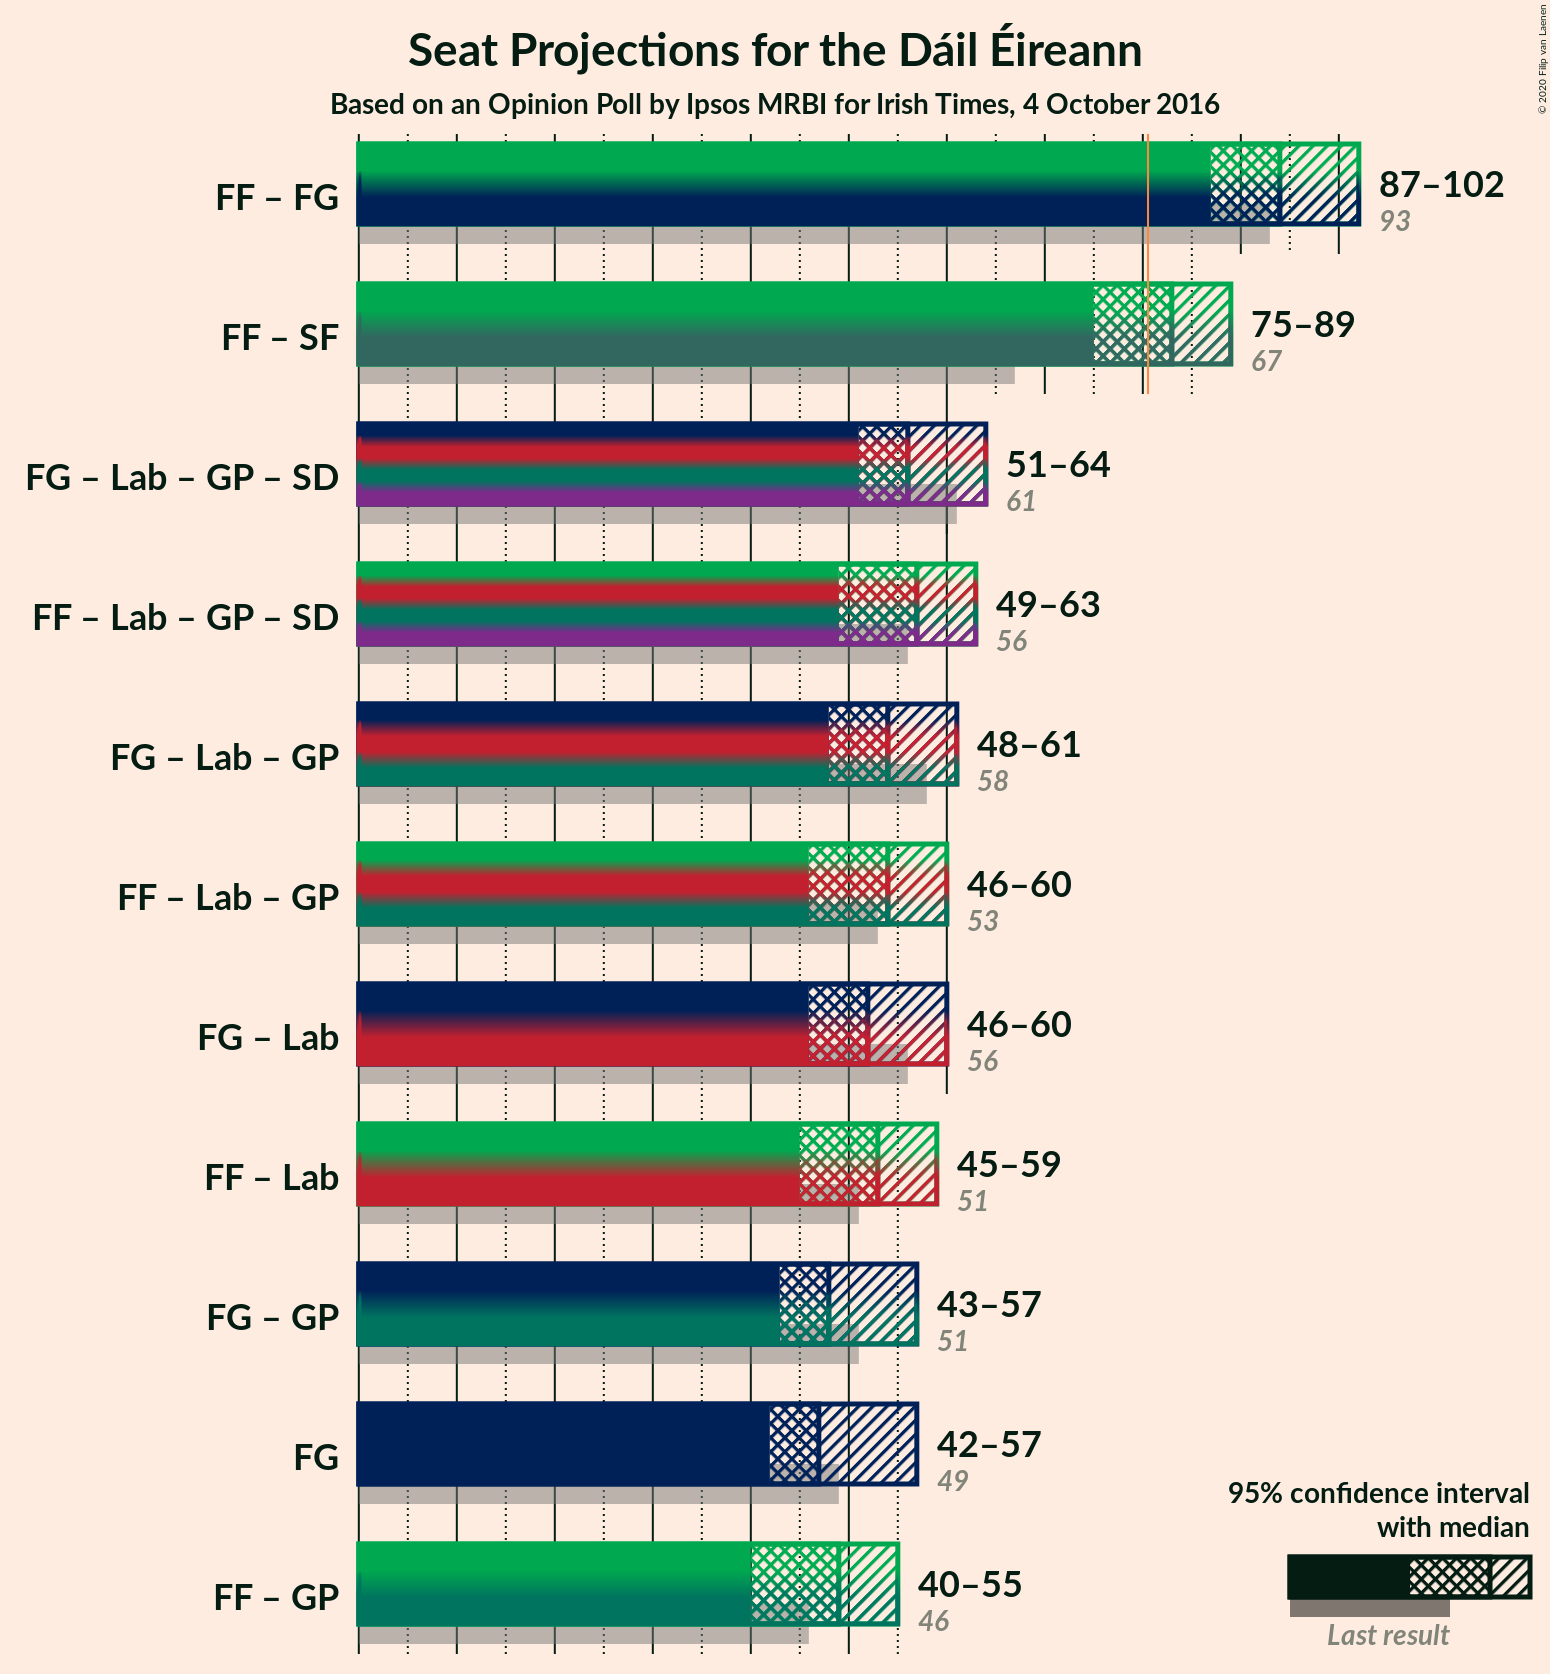 Seat Projections for the Dáil Éireann
Based on an Opinion Poll by Ipsos MRBI for Irish Times, 4 October 2016
© 2020 Filip van Laenen
FF – FG
87–102
93
FF – SF
75–89
67
FG – Lab – GP – SD
51–64
61
FF – Lab – GP – SD
49–63
56
FG – Lab – GP
48–61
58
FF – Lab – GP
46–60
53
FG – Lab
46–60
56
FF – Lab
45–59
51
FG – GP
43–57
51
FG
42–57
49
FF – GP
40–55
46
95% confidence interval
with median
Last result